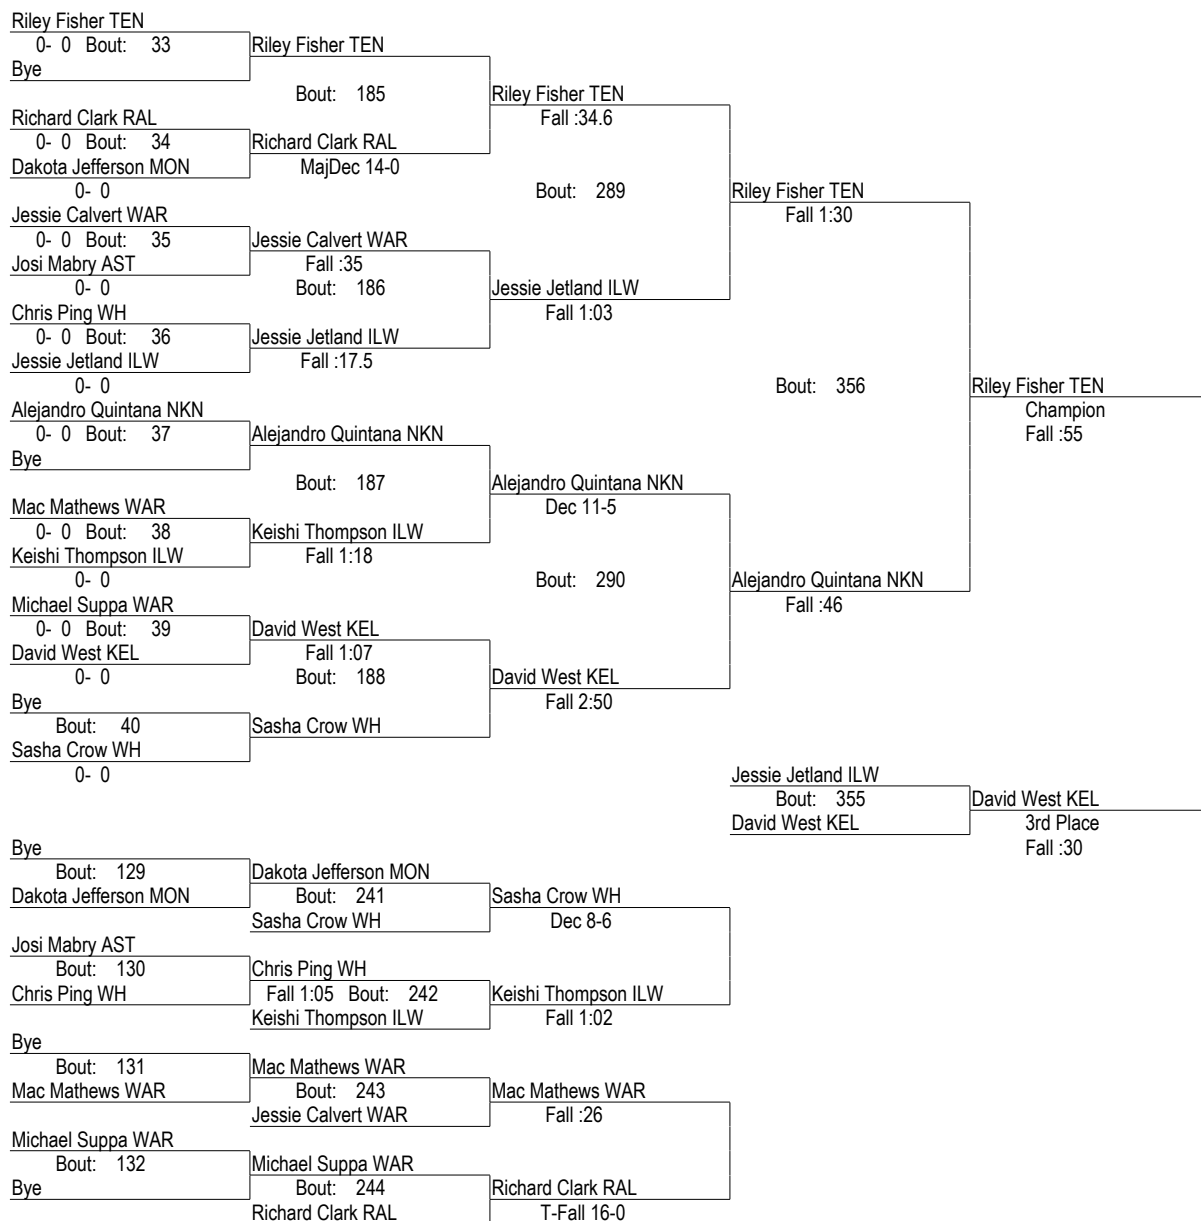 Riley Fisher TEN
0- 0 Bout: 33 Riley Fisher TEN
Bye
Bout: 185 Riley Fisher TEN
Richard Clark RAL Fall :34.6
0- 0 Bout: 34 Richard Clark RAL
Dakota Jefferson MON MajDec 14-0
0- 0 Bout: 289 Riley Fisher TEN
Jessie Calvert WAR Fall 1:30
0- 0 Bout: 35 Jessie Calvert WAR
Josi Mabry AST Fall :35
0- 0 Bout: 186 Jessie Jetland ILW
Chris Ping WH Fall 1:03
0- 0 Bout: 36 Jessie Jetland ILW
Jessie Jetland ILW Fall :17.5
0- 0 Bout: 356 Riley Fisher TEN
Alejandro Quintana NKN Champion
0- 0 Bout: 37 Alejandro Quintana NKN Fall :55
Bye
Bout: 187 Alejandro Quintana NKN
Mac Mathews WAR Dec 11-5
0- 0 Bout: 38 Keishi Thompson ILW
Keishi Thompson ILW Fall 1:18
0- 0 Bout: 290 Alejandro Quintana NKN
Michael Suppa WAR Fall :46
0- 0 Bout: 39 David West KEL
David West KEL Fall 1:07
0- 0 Bout: 188 David West KEL
Bye Fall 2:50
Bout: 40 Sasha Crow WH
Sasha Crow WH
0- 0 Jessie Jetland ILW
Bout: 355 David West KEL
David West KEL 3rd Place
Bye Fall :30
Bout: 129 Dakota Jefferson MON
Dakota Jefferson MON Bout: 241 Sasha Crow WH
Sasha Crow WH Dec 8-6
Josi Mabry AST
Bout: 130 Chris Ping WH
Chris Ping WH Fall 1:05 Bout: 242 Keishi Thompson ILW
Keishi Thompson ILW Fall 1:02
Bye
Bout: 131 Mac Mathews WAR
Mac Mathews WAR Bout: 243 Mac Mathews WAR
Jessie Calvert WAR Fall :26
Michael Suppa WAR
Bout: 132 Michael Suppa WAR
Bye Bout: 244 Richard Clark RAL
Richard Clark RAL T-Fall 16-0